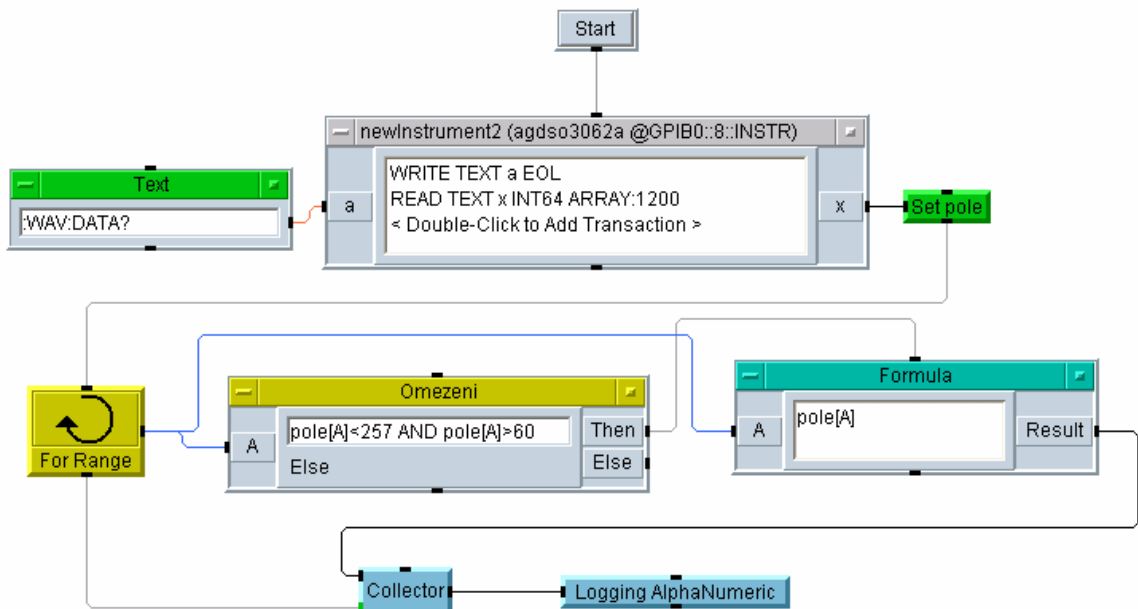 Start
newInstrument2 (agdso3062a @GPIB0::8::INSTR)
WRITE TEXT a EOL
READ TEXT x INT64 ARRAY:1200
< Double-Click to Add Transaction >
a
x
Text
:WAV:DATA?
Set pole
For Range
Omezeni
A
pole[A]<257 AND pole[A]>60
Else
Then
Else
Formula
A
pole[A]
Result
Collector
Logging AlphaNumeric